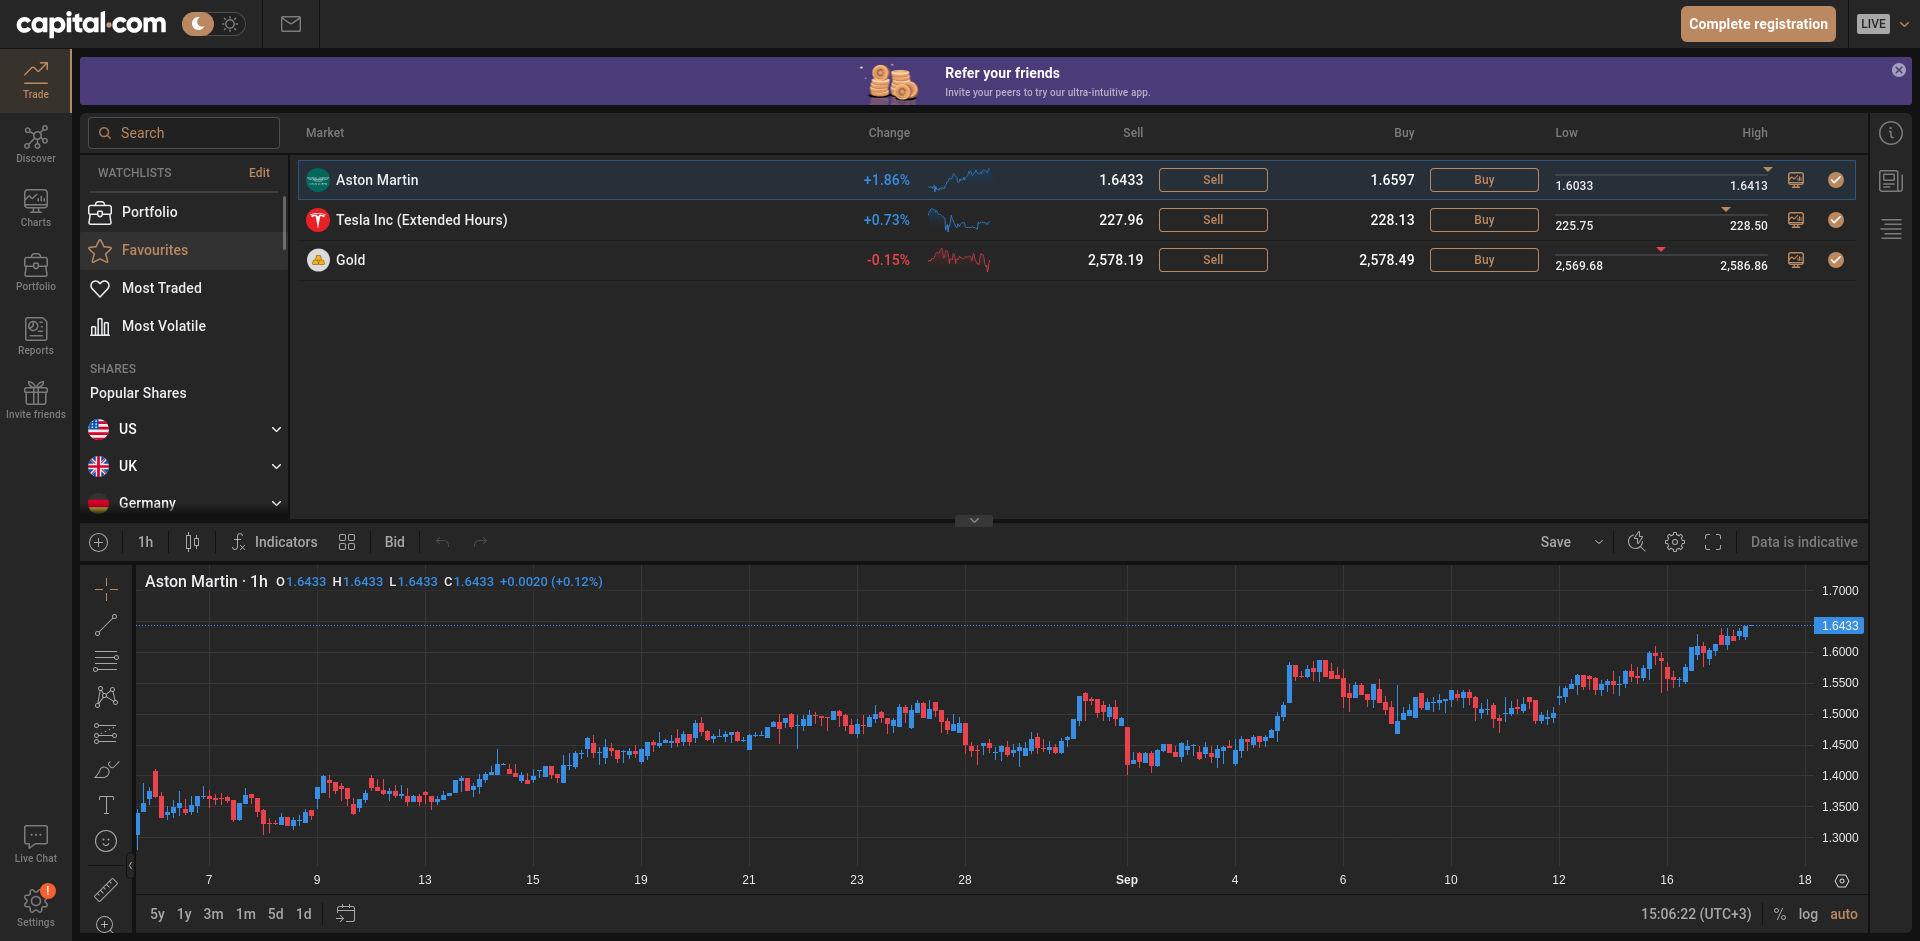 capital.com
Complete registration
LIVE
Trade
Discover
Charts
Portfolio
Reports
Invite friends
Live Chat
!
Settings
Refer your friends
Invite your peers to try our ultra-intuitive app.
Search
Market Change Sell Buy Low High
WATCHLISTS Edit
Portfolio
Favourites
Most Traded
Most Volatile
SHARES
Popular Shares
US
UK
Germany
Aston Martin +1.86% 1.6433 Sell 1.6597 Buy 1.6033 1.6413
Tesla Inc (Extended Hours) +0.73% 227.96 Sell 228.13 Buy 225.75 228.50
Gold -0.15% 2,578.19 Sell 2,578.49 Buy 2,569.68 2,586.86
1h Indicators Bid Save Data is indicative
Aston Martin · 1h O1.6433 H1.6433 L1.6433 C1.6433 +0.0020 (+0.12%)
1.7000
1.6433
1.6000
1.5500
1.5000
1.4500
1.4000
1.3500
1.3000
7 9 13 15 19 21 23 28 Sep 4 6 10 12 16 18
5y 1y 3m 1m 5d 1d 15:06:22 (UTC+3) % log auto